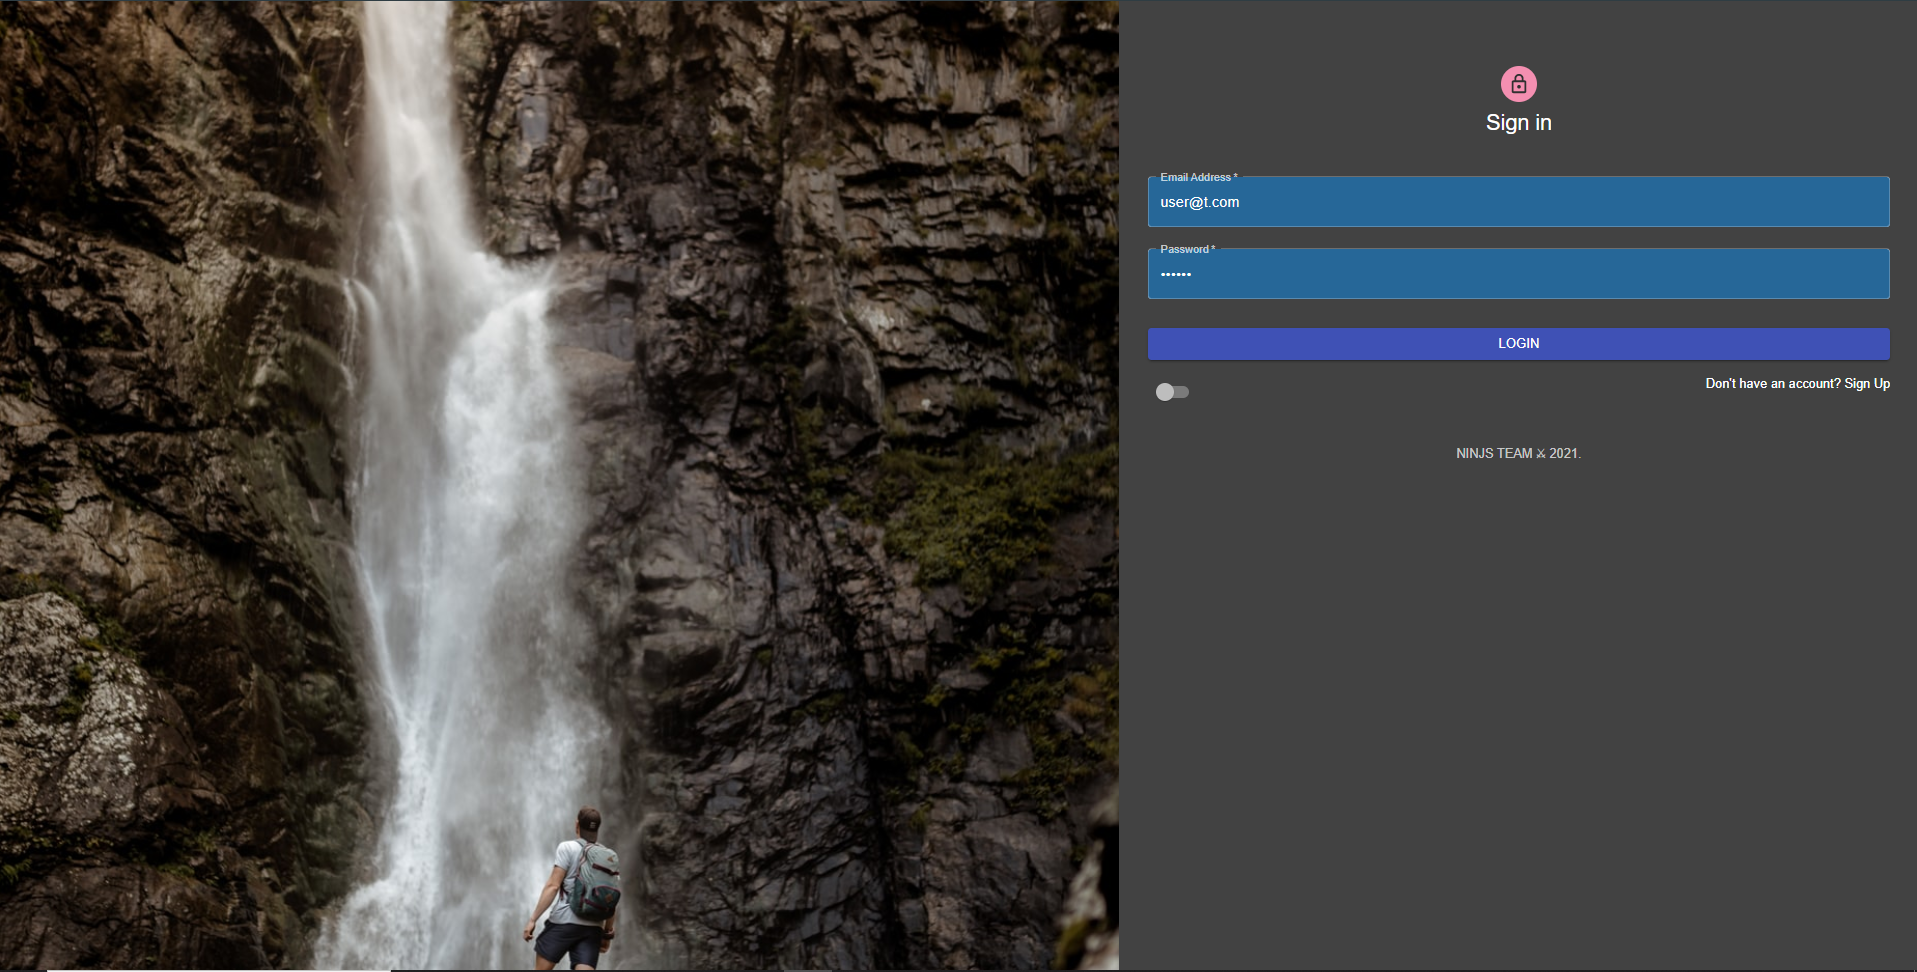 Sign in
Email Address *
user@t.com
Password *
••••••
LOGIN
Don't have an account? Sign Up
NINJS TEAM ⚔ 2021.